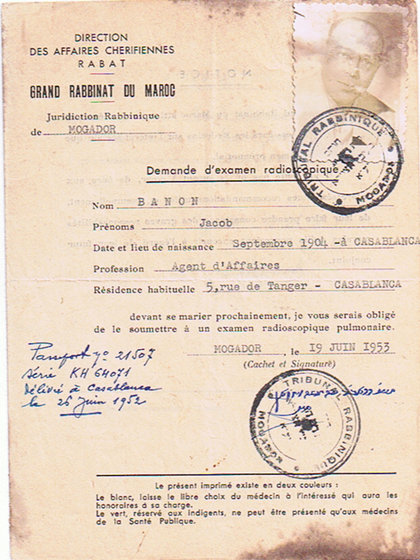 DIRECTION
DES AFFAIRES CHERIFIENNES
RABAT
GRAND RABBINAT DU MAROC
Juridiction Rabbinique
de MOGADOR
TRIBUNAL RABBINIQUE
MOGADOR
Demande d'examen radioscopique
Nom BANON
Prénoms Jacob
Date et lieu de naissance Septembre 1904 -à CASABLANCA
Profession Agent d'Affaires
Résidence habituelle 5,rue de Tanger - CASABLANCA
devant se marier prochainement, je vous serais obligé
de le soumettre à un examen radioscopique pulmonaire.
MOGADOR, le 19 JUIN 1953
(Cachet et Signature)
Passeport no 21507
série KH 64071
délivré à Casablanca
le 26 juin 1952
TRIBUNAL RABBINIQUE
MOGADOR
Le présent imprimé existe en deux couleurs :
Le blanc, laisse le libre choix du médecin à l'intéressé qui aura les
honoraires à sa charge.
Le vert, réservé aux indigents, ne peut être présenté qu'aux médecins
de la Santé Publique.